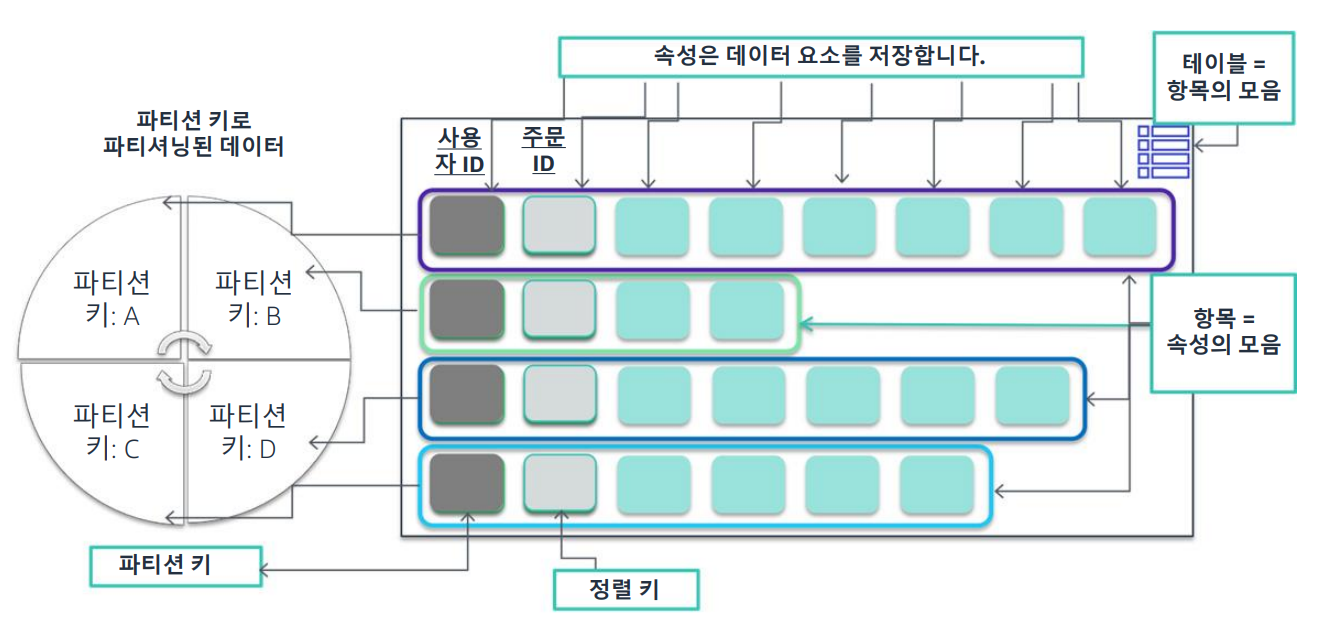 속성은 데이터 요소를 저장합니다.
테이블 =
항목의 모음
파티션 키로
파티셔닝된 데이터
사용
자 ID
주문
ID
파티션
키: A
파티션
키: B
파티션
키: C
파티션
키: D
항목 =
속성의 모음
파티션 키
정렬 키